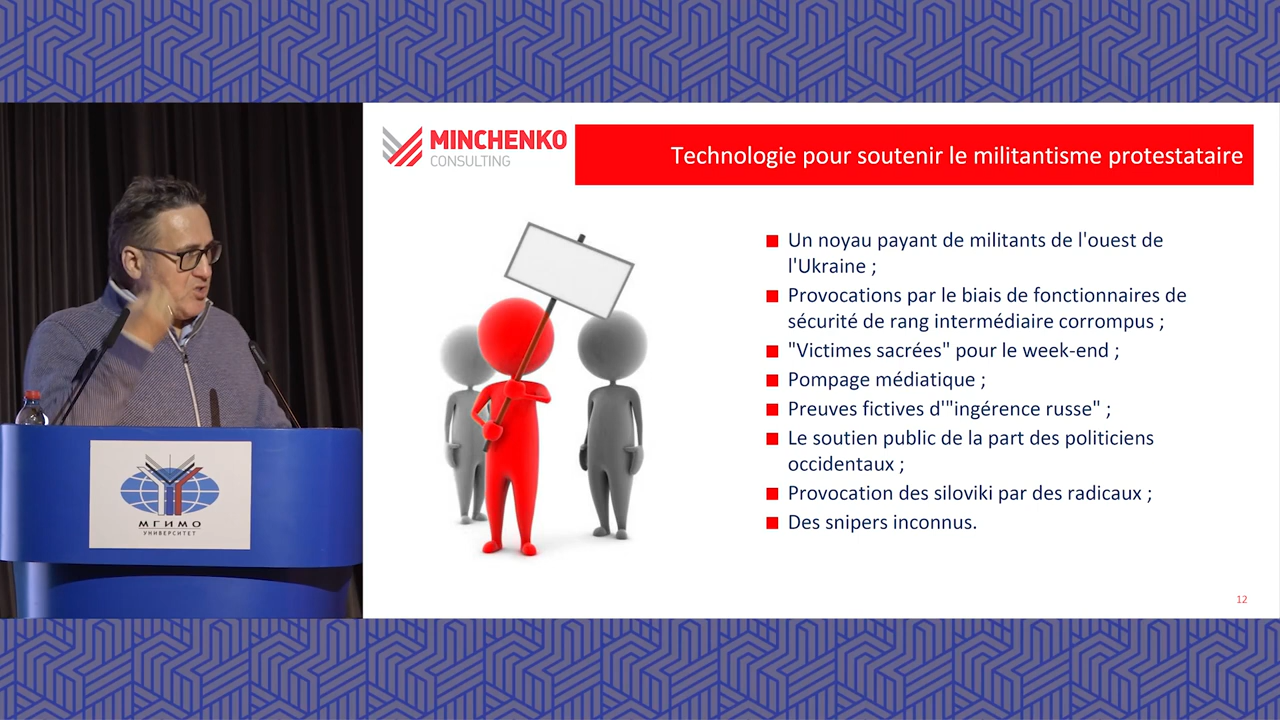 MINCHENKO
CONSULTING
Technologie pour soutenir le militantisme protestataire
Un noyau payant de militants de l'ouest de
l'Ukraine ;
Provocations par le biais de fonctionnaires de
sécurité de rang intermédiaire corrompus ;
"Victimes sacrées" pour le week-end ;
Pompage médiatique ;
Preuves fictives d'"ingérence russe" ;
Le soutien public de la part des politiciens
occidentaux ;
Provocation des siloviki par des radicaux ;
Des snipers inconnus.
12
МГИМО
УНИВЕРСИТЕТ